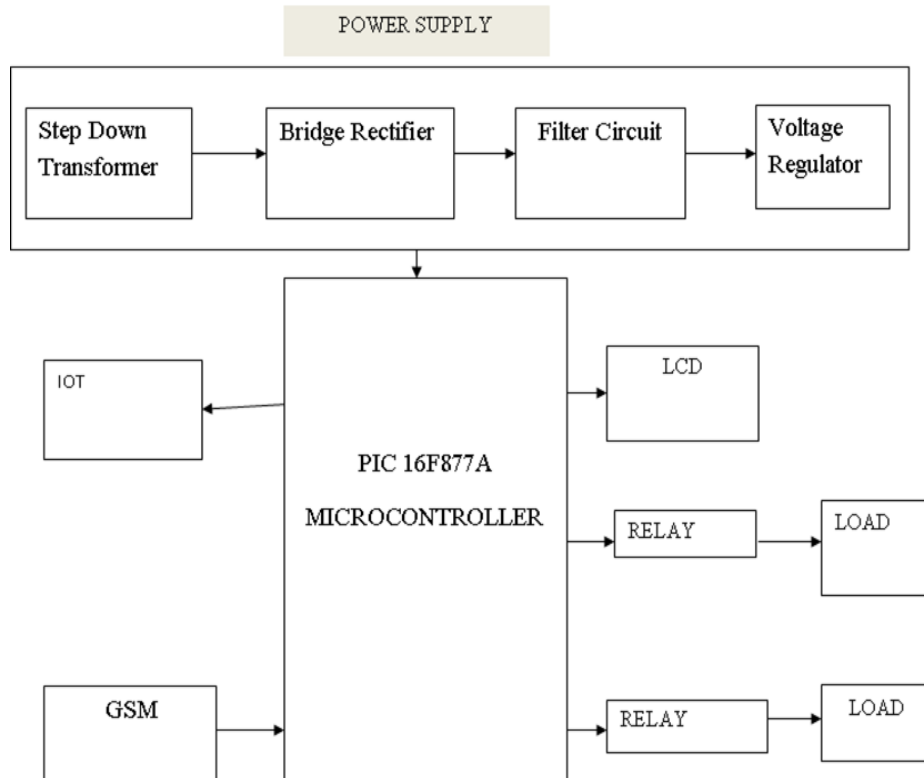 POWER SUPPLY
Step Down
Transformer
Bridge Rectifier
Filter Circuit
Voltage
Regulator
IOT
LCD
PIC 16F877A
MICROCONTROLLER
RELAY
LOAD
GSM
RELAY
LOAD